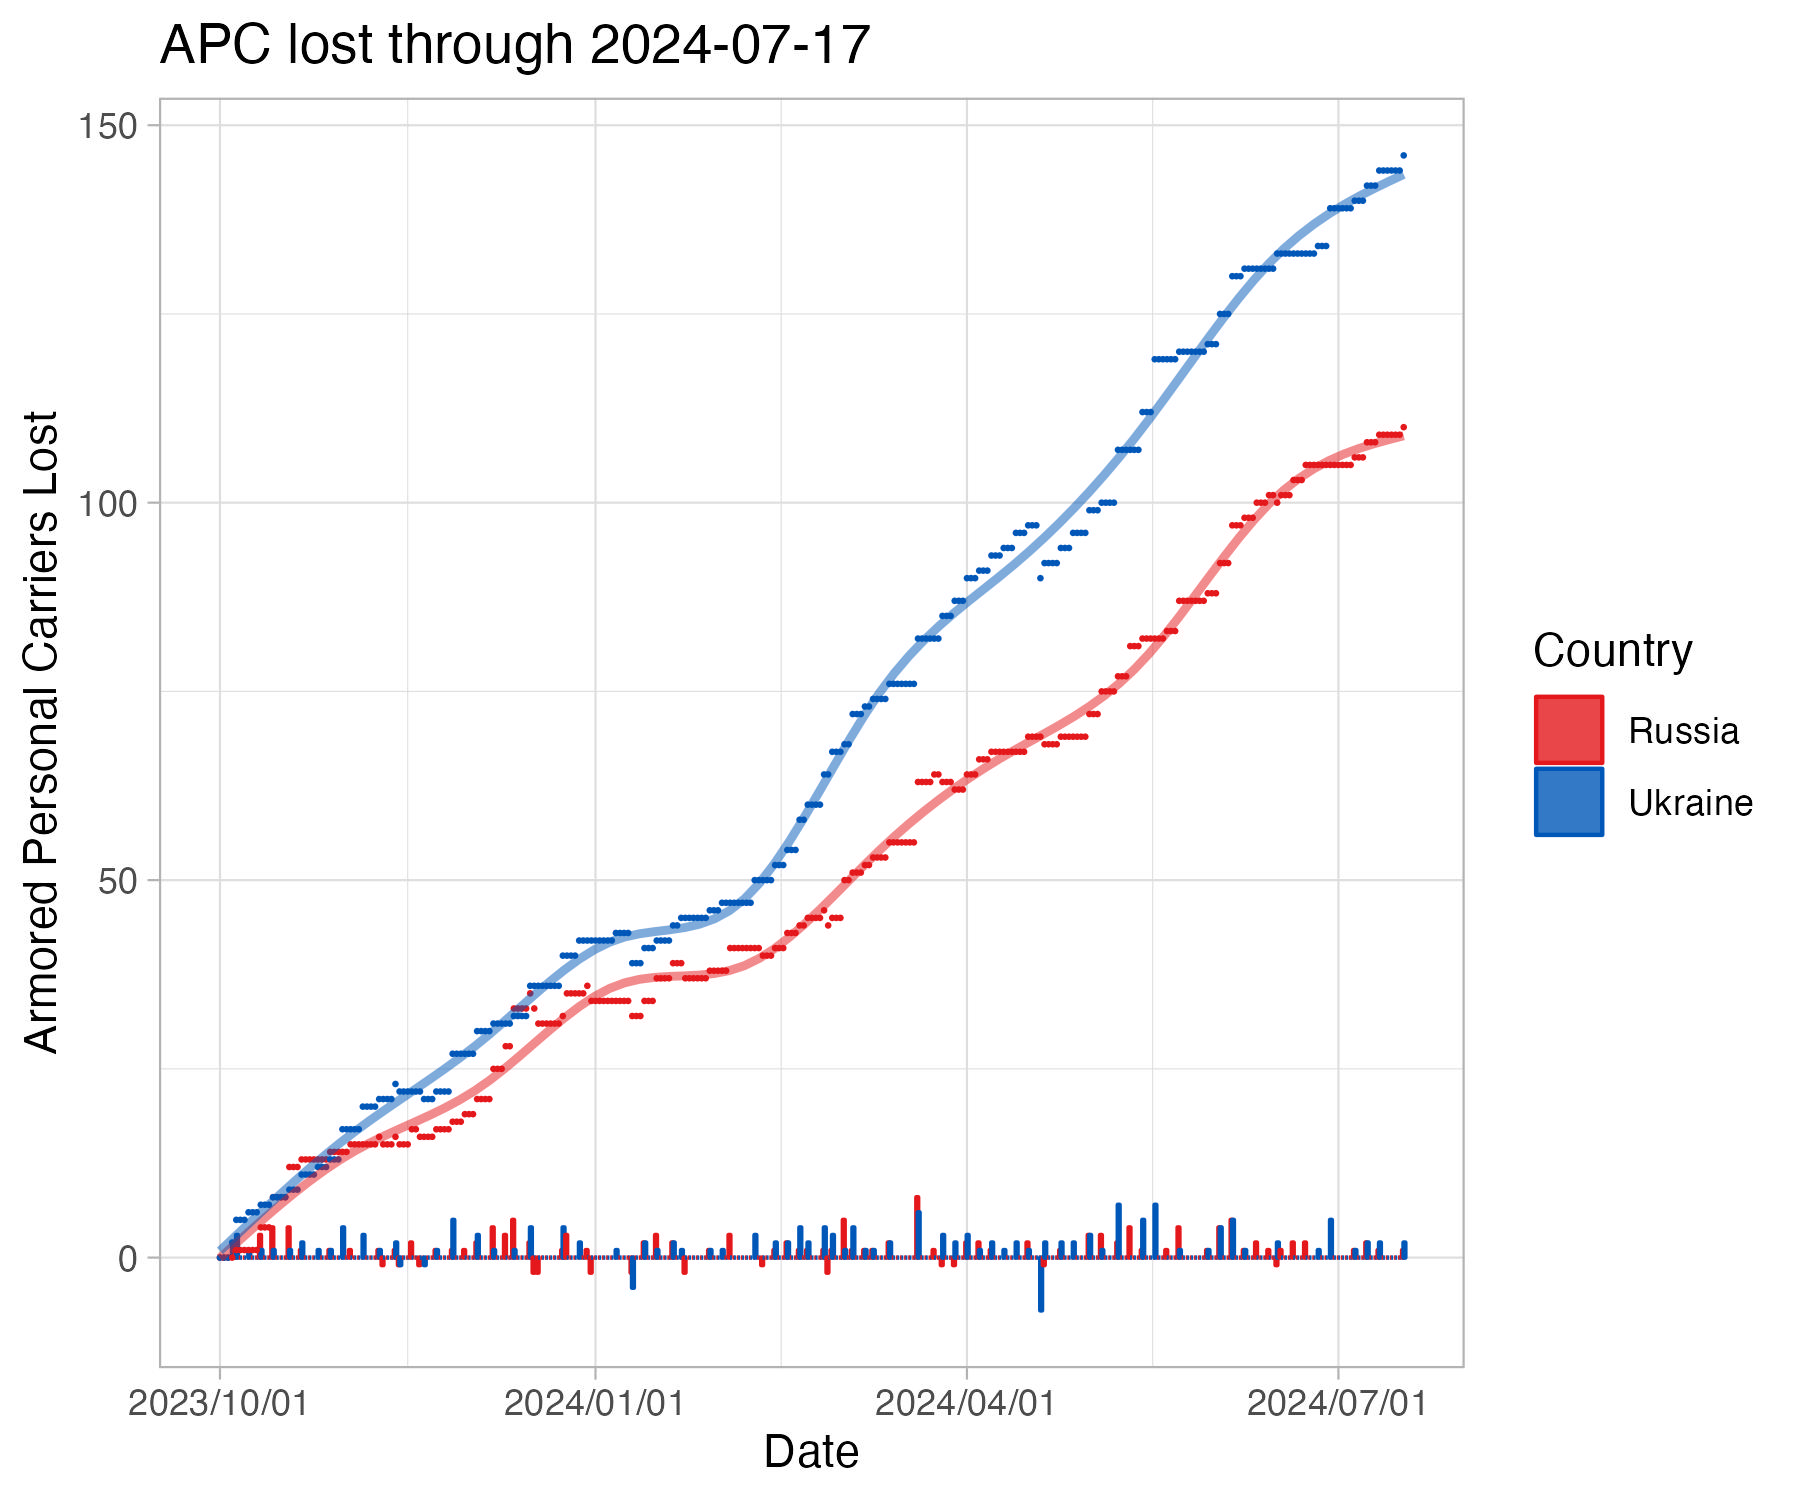 APC lost through 2024-07-17
Armored Personal Carriers Lost
150
100
50
0
2023/10/01
2024/01/01
2024/04/01
2024/07/01
Date
Country
Russia
Ukraine